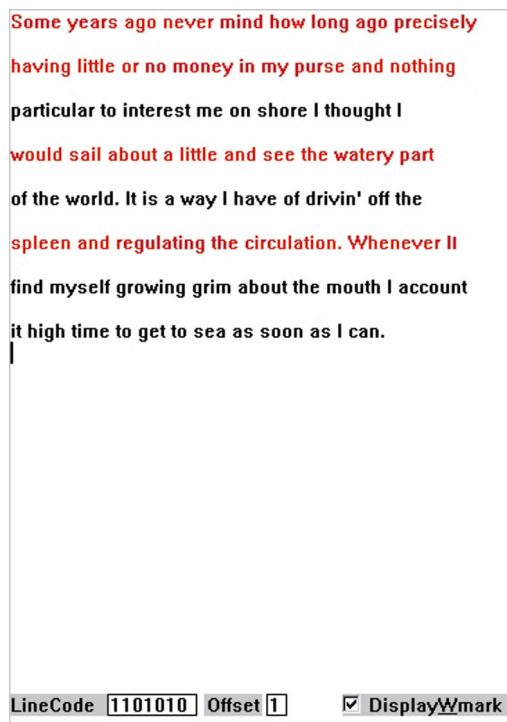 Some years ago never mind how long ago precisely
having little or no money in my purse and nothing
particular to interest me on shore I thought I
would sail about a little and see the watery part
of the world. It is a way I have of drivin' off the
spleen and regulating the circulation. Whenever II
find myself growing grim about the mouth I account
it high time to get to sea as soon as I can.
LineCode 1101010 Offset 1 DisplayWmark